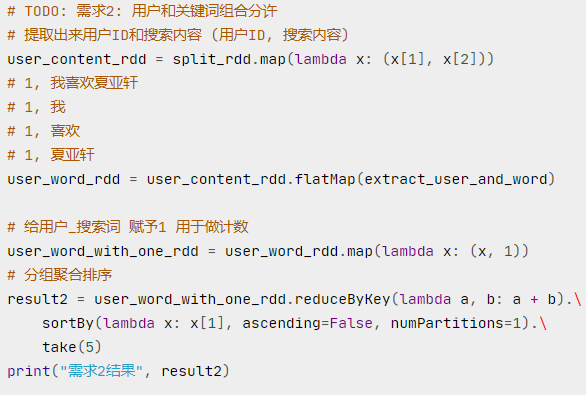 # TODO: 需求2: 用户和关键词组合分许
# 提取出来用户ID和搜索内容 (用户ID, 搜索内容)
user_content_rdd = split_rdd.map(lambda x: (x[1], x[2]))
# 1, 我喜欢夏亚轩
# 1, 我
# 1, 喜欢
# 1, 夏亚轩
user_word_rdd = user_content_rdd.flatMap(extract_user_and_word)
# 给用户_搜索词 赋予1 用于做计数
user_word_with_one_rdd = user_word_rdd.map(lambda x: (x, 1))
# 分组聚合排序
result2 = user_word_with_one_rdd.reduceByKey(lambda a, b: a + b).\
    sortBy(lambda x: x[1], ascending=False, numPartitions=1).\
    take(5)
print("需求2结果", result2)